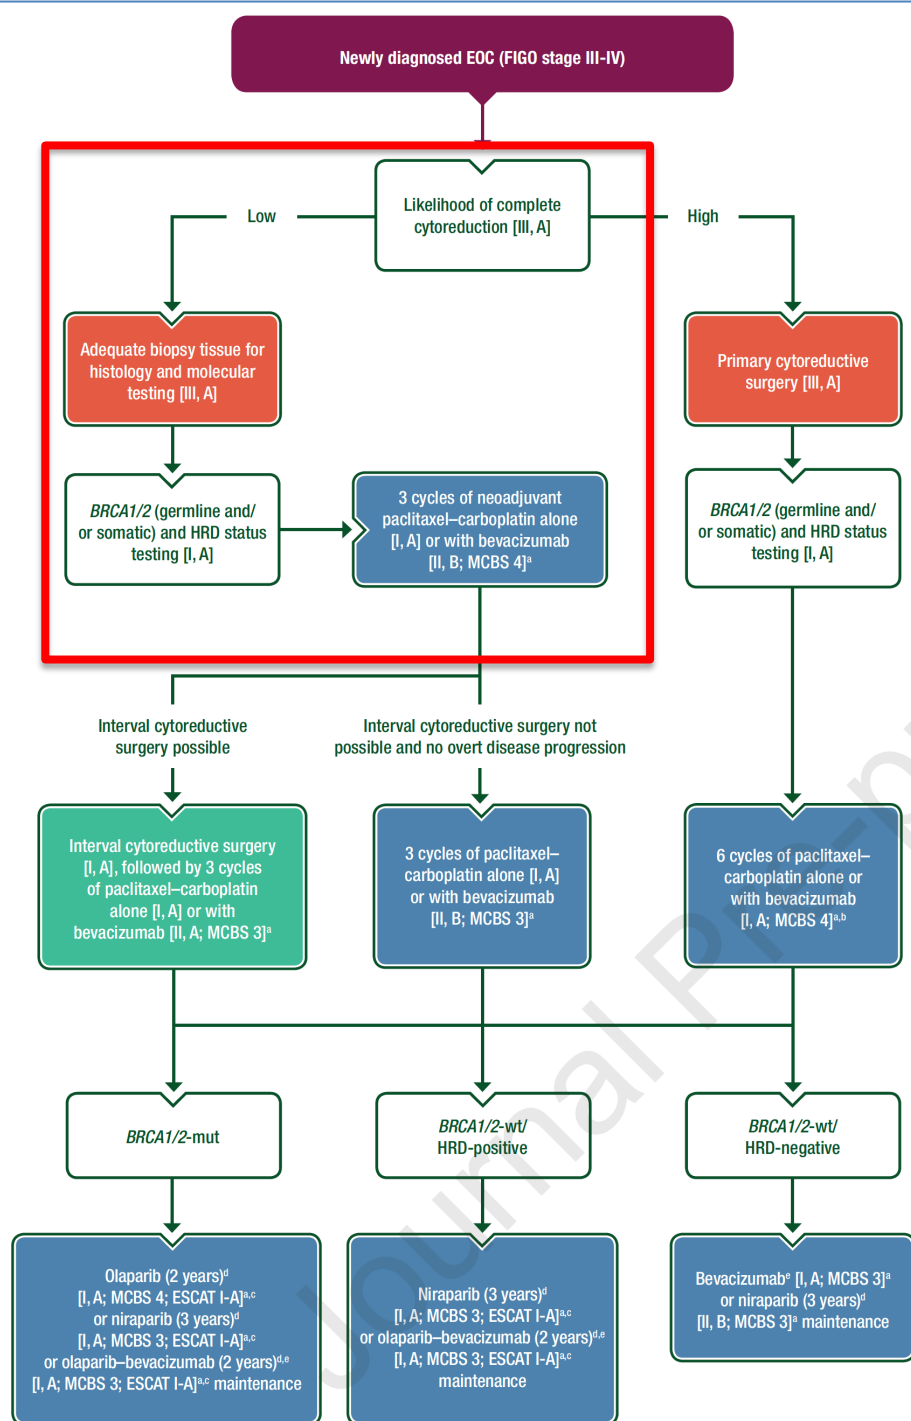 Newly diagnosed EOC (FIGO stage III-IV)
Likelihood of complete
cytoreduction [III, A]
Low
High
Adequate biopsy tissue for
histology and molecular
testing [III, A]
Primary cytoreductive
surgery [III, A]
BRCA1/2 (germline and/
or somatic) and HRD status
testing [I, A]
3 cycles of neoadjuvant
paclitaxel–carboplatin alone
[I, A] or with bevacizumab
[II, B; MCBS 4]ᵃ
BRCA1/2 (germline and/
or somatic) and HRD status
testing [I, A]
Interval cytoreductive
surgery possible
Interval cytoreductive surgery not
possible and no overt disease progression
Interval cytoreductive surgery
[I, A], followed by 3 cycles
of paclitaxel–carboplatin
alone [I, A] or with
bevacizumab [II, A; MCBS 3]ᵃ
3 cycles of paclitaxel–
carboplatin alone [I, A]
or with bevacizumab
[II, B; MCBS 3]ᵃ
6 cycles of paclitaxel–
carboplatin alone or
with bevacizumab
[I, A; MCBS 4]ᵃ,ᵇ
BRCA1/2-mut
BRCA1/2-wt/
HRD-positive
BRCA1/2-wt/
HRD-negative
Olaparib (2 years)ᵈ
[I, A; MCBS 4; ESCAT I-A]ᵃ,ᶜ
or niraparib (3 years)ᵈ
[I, A; MCBS 3; ESCAT I-A]ᵃ,ᶜ
or olaparib–bevacizumab (2 years)ᵈ,ᵉ
[I, A; MCBS 3; ESCAT I-A]ᵃ,ᶜ maintenance
Niraparib (3 years)ᵈ
[I, A; MCBS 3; ESCAT I-A]ᵃ,ᶜ
or olaparib–bevacizumab (2 years)ᵈ,ᵉ
[I, A; MCBS 3; ESCAT I-A]ᵃ,ᶜ
maintenance
Bevacizumabᵉ [I, A; MCBS 3]ᵃ
or niraparib (3 years)ᵈ
[II, B; MCBS 3]ᵃ maintenance
Journal